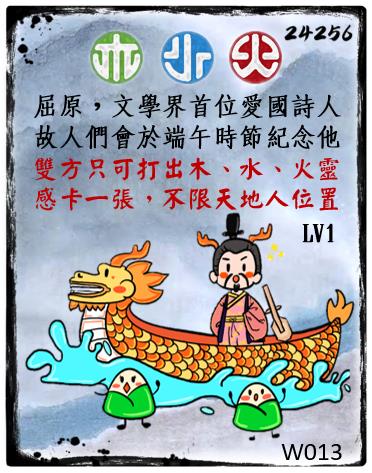 木 水 火 24256
屈原，文學界首位愛國詩人
故人們會於端午時節紀念他
雙方只可打出木、水、火靈
感卡一張，不限天地人位置
LV1
W013